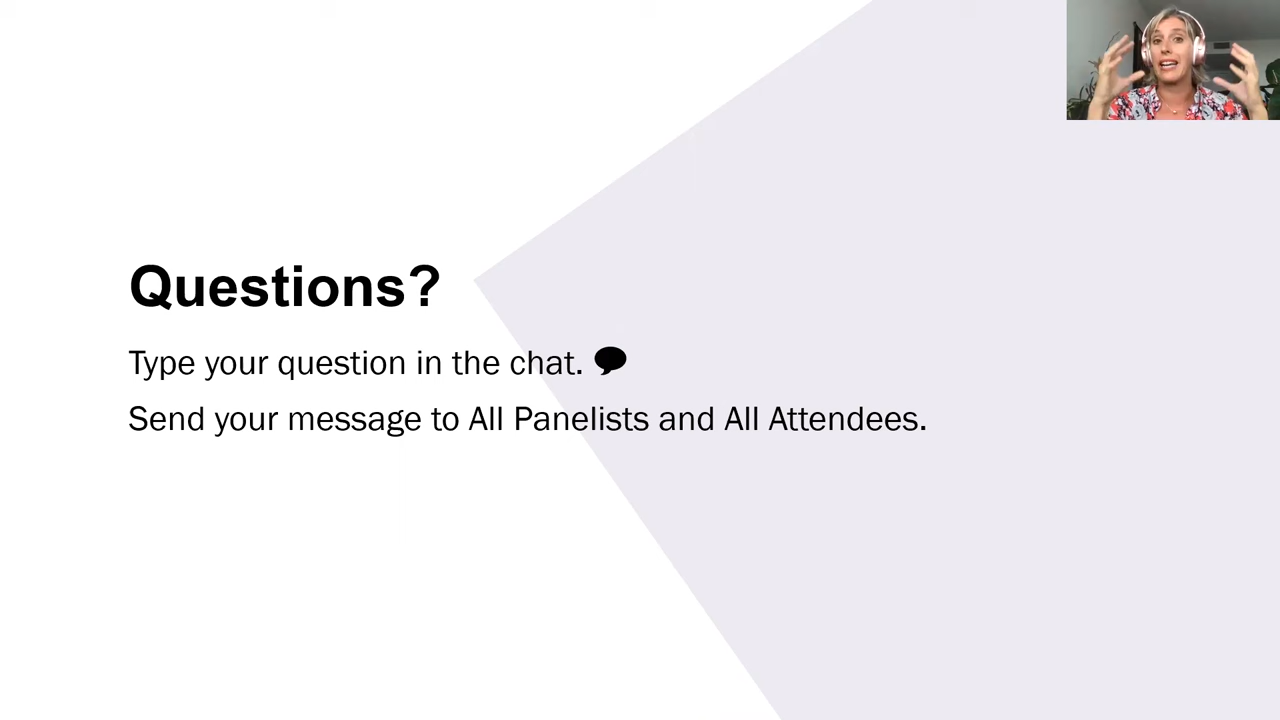 Questions?
Type your question in the chat.
Send your message to All Panelists and All Attendees.